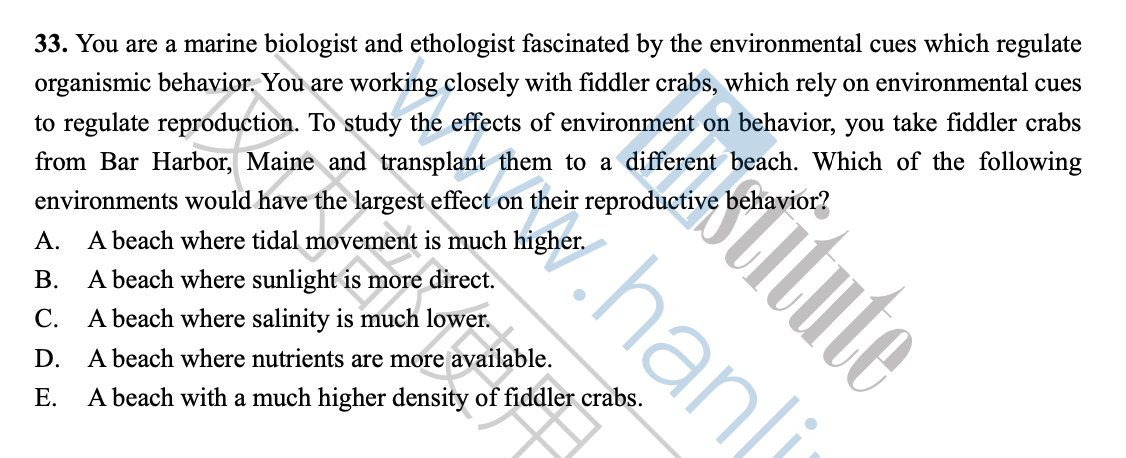 33. You are a marine biologist and ethologist fascinated by the environmental cues which regulate
organismic behavior. You are working closely with fiddler crabs, which rely on environmental cues
to regulate reproduction. To study the effects of environment on behavior, you take fiddler crabs
from Bar Harbor, Maine and transplant them to a different beach. Which of the following
environments would have the largest effect on their reproductive behavior?
A. A beach where tidal movement is much higher.
B. A beach where sunlight is more direct.
C. A beach where salinity is much lower.
D. A beach where nutrients are more available.
E. A beach with a much higher density of fiddler crabs.
仅内部使用
www.hanli
institute